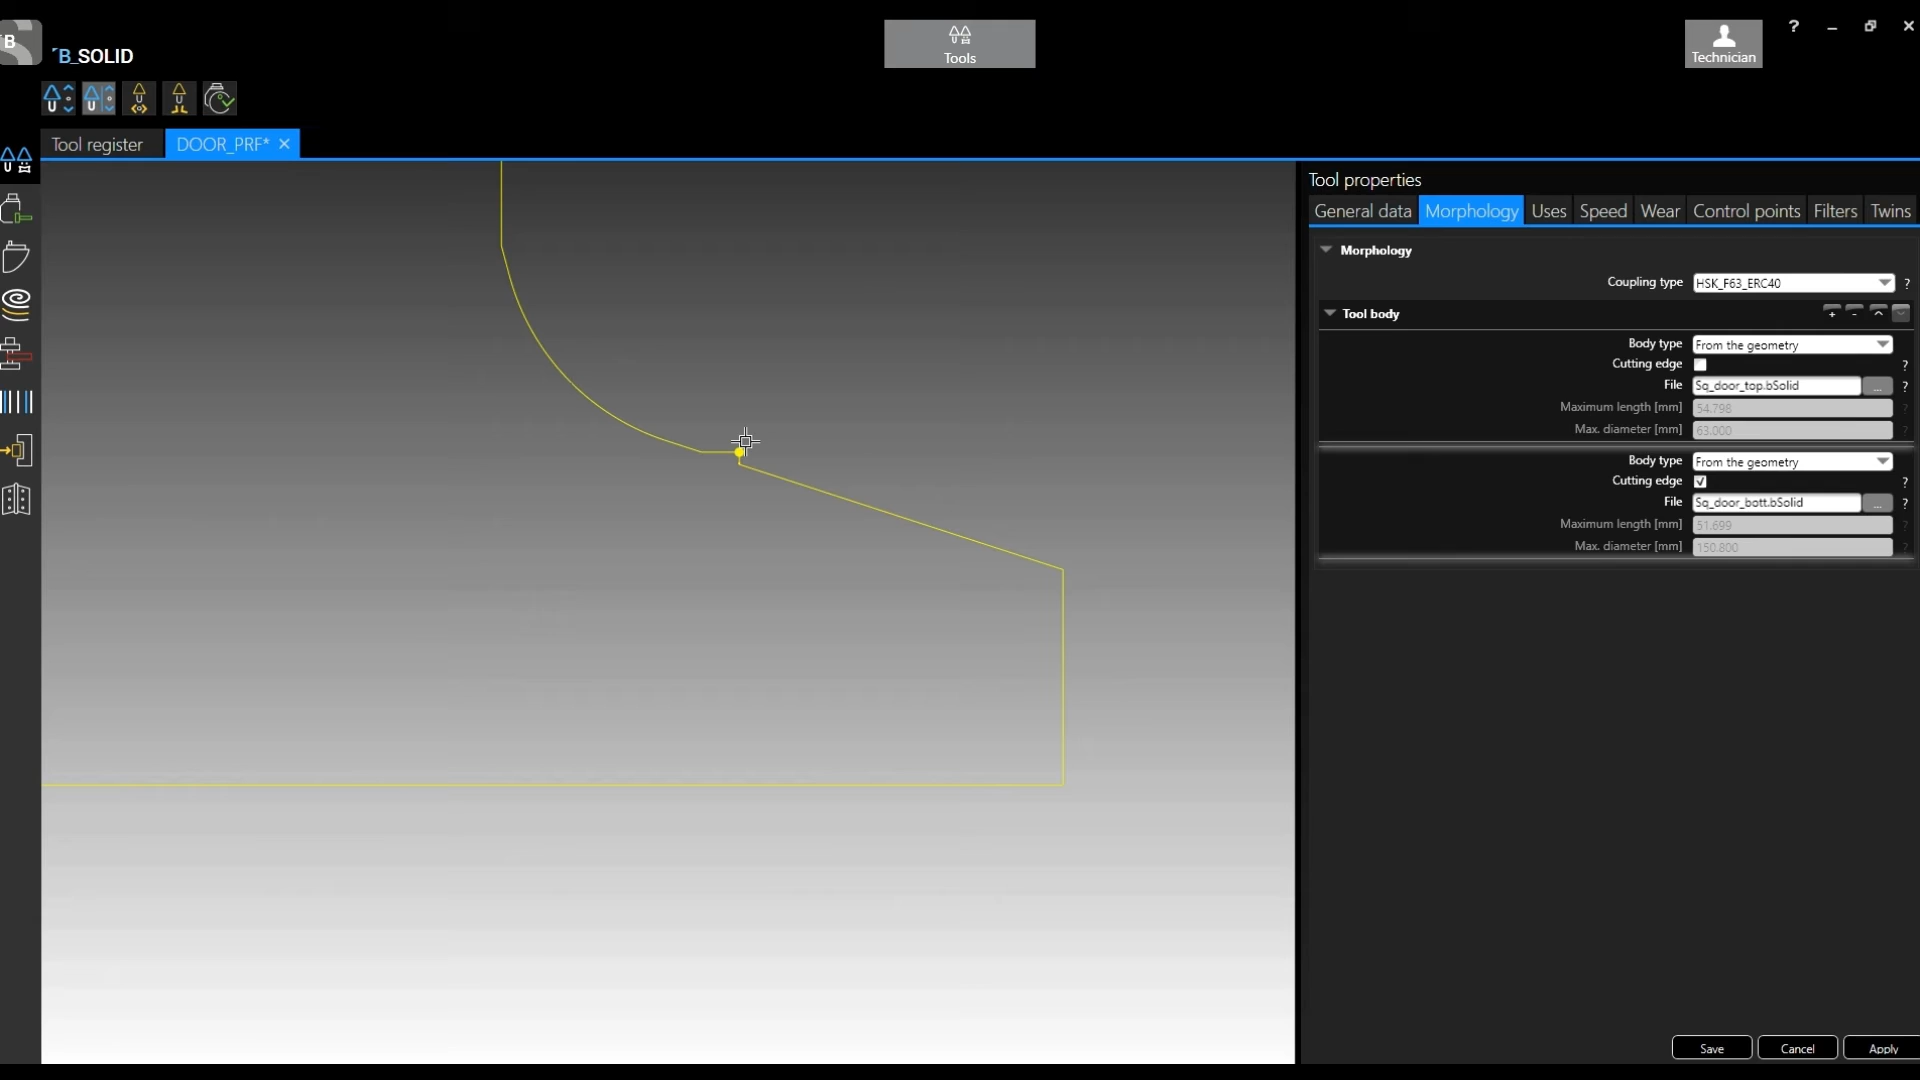 B
B_SOLID
Tools
Technician
?
Tool register
DOOR_PRF*
Tool properties
General data
Morphology
Uses
Speed
Wear
Control points
Filters
Twins
Morphology
Coupling type HSK_F63_ERC40 ?
Tool body + -
Body type From the geometry
Cutting edge ?
File Sq_door_top.bSolid ... ?
Maximum length [mm] 54.798 ?
Max. diameter [mm] 63.000 ?
Body type From the geometry
Cutting edge ?
File Sq_door_bott.bSolid ... ?
Maximum length [mm] 51.699 ?
Max. diameter [mm] 150.800 ?
Save
Cancel
Apply